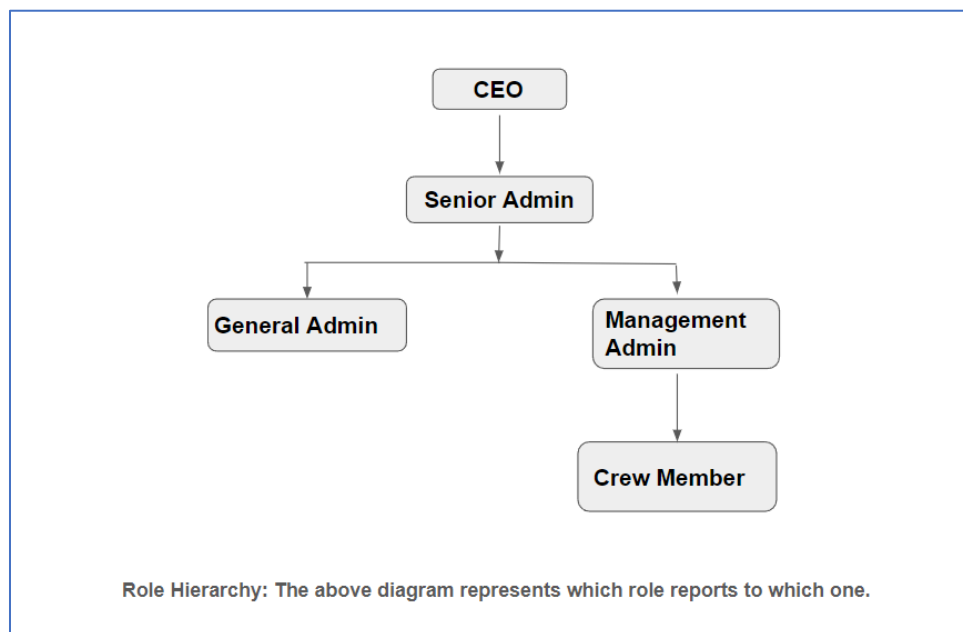 CEO
Senior Admin
General Admin
Management
Admin
Crew Member
Role Hierarchy: The above diagram represents which role reports to which one.